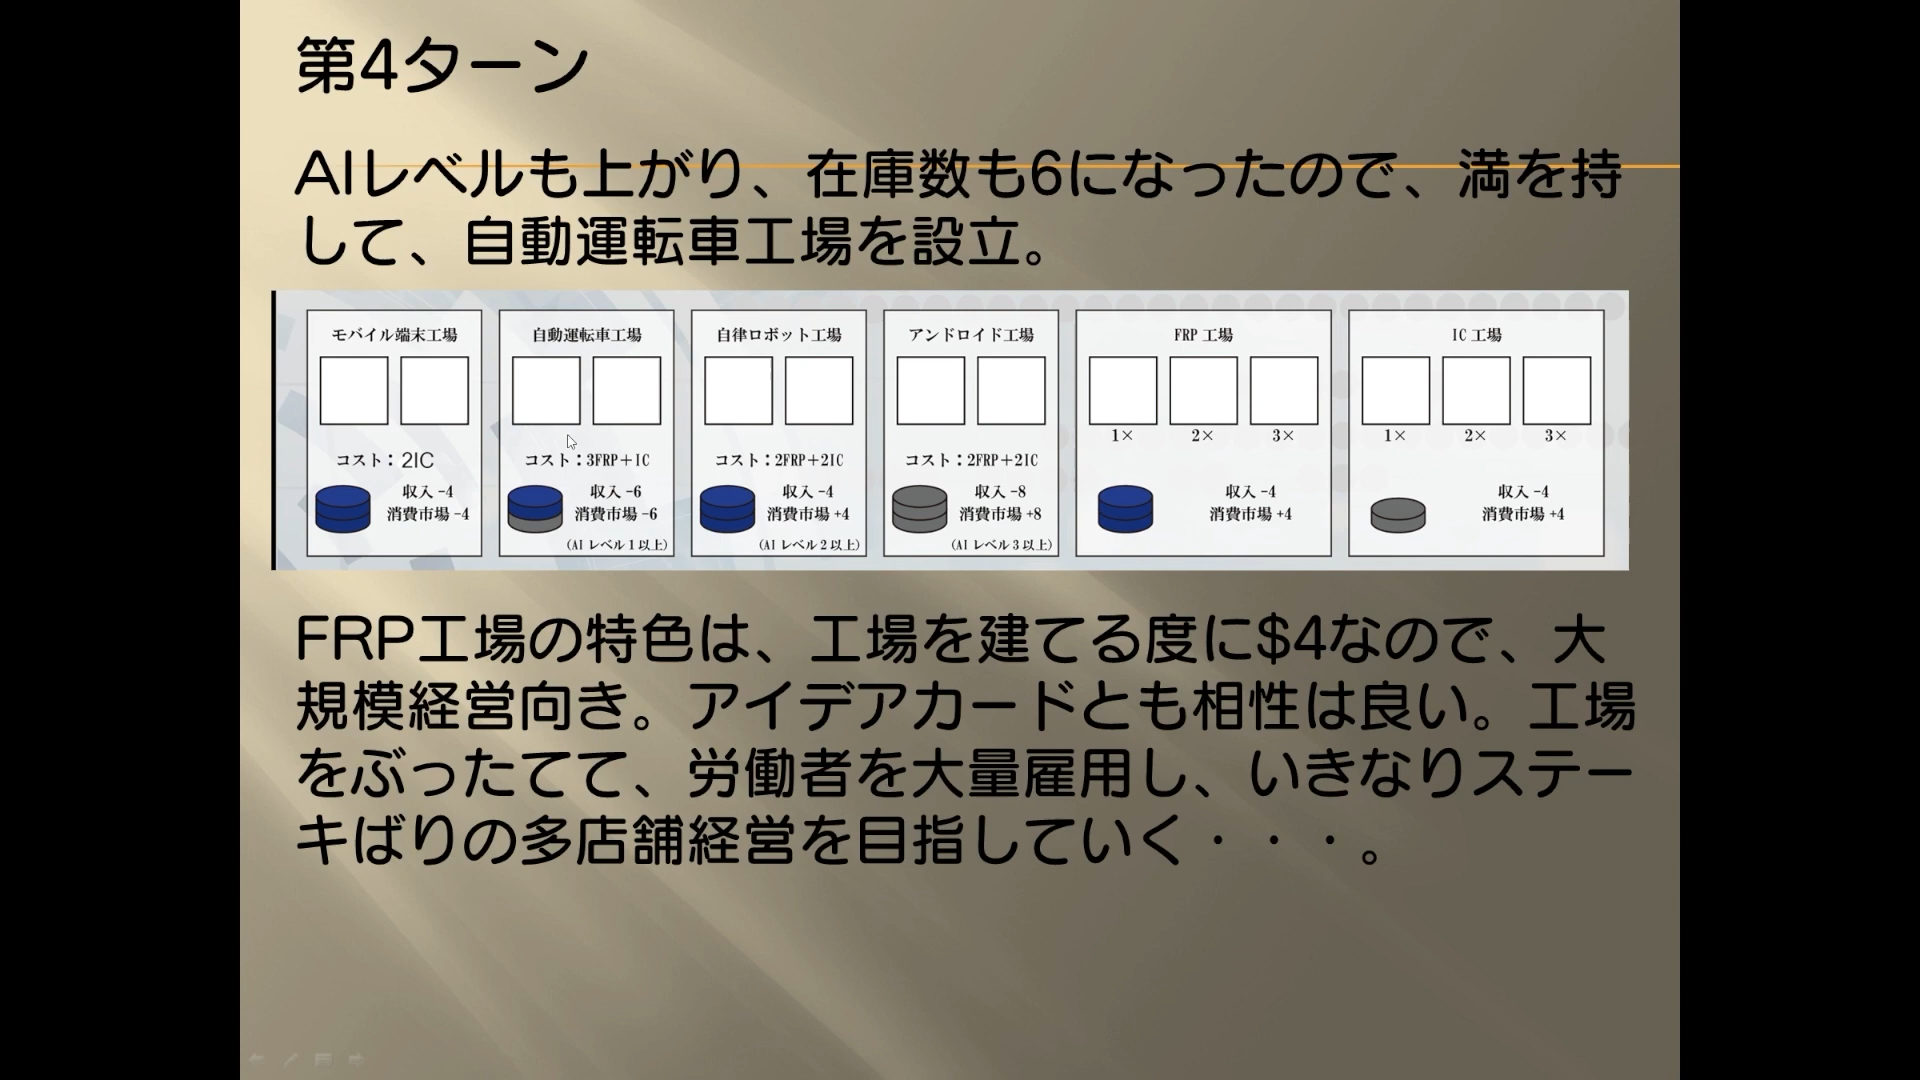 第4ターン
AIレベルも上がり、在庫数も6になったので、満を持
して、自動運転車工場を設立。
モバイル端末工場
コスト：2IC
収入 -4
消費市場 -4
自動運転車工場
コスト：3FRP+IC
収入 -6
消費市場 -6
(AI レベル 1 以上)
自律ロボット工場
コスト：2FRP+2IC
収入 -4
消費市場 +4
(AI レベル 2 以上)
アンドロイド工場
コスト：2FRP+2IC
収入 -8
消費市場 +8
(AI レベル 3 以上)
FRP 工場
1× 2× 3×
収入 -4
消費市場 +4
IC 工場
1× 2× 3×
収入 -4
消費市場 +4
FRP工場の特色は、工場を建てる度に$4なので、大
規模経営向き。アイデアカードとも相性は良い。工場
をぶったてて、労働者を大量雇用し、いきなりステー
キばりの多店舗経営を目指していく・・・。